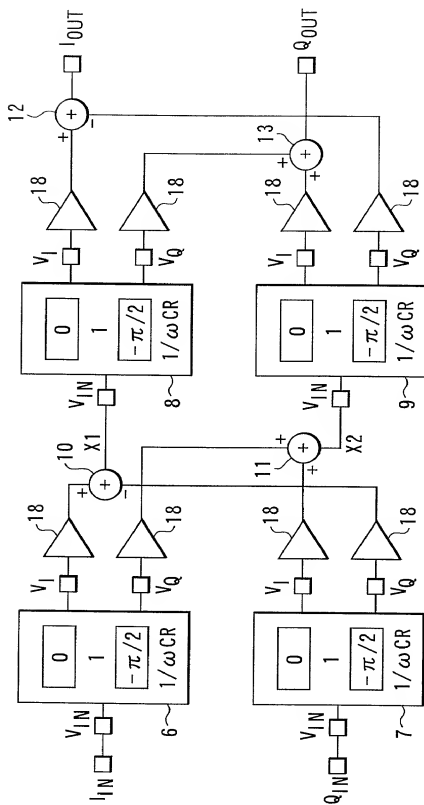 12
I_OUT
18
V_I
0
1
-π/2
1/ωCR
V_IN
8
18
V_Q
13
Q_OUT
18
V_I
0
1
-π/2
1/ωCR
V_IN
9
18
V_Q
X1
10
X2
11
18
V_I
0
1
-π/2
1/ωCR
V_IN
I_IN
6
18
V_Q
18
V_I
0
1
-π/2
1/ωCR
V_IN
Q_IN
7
18
V_Q
+
+
-
+
+
+
+
+
-
+
+
+